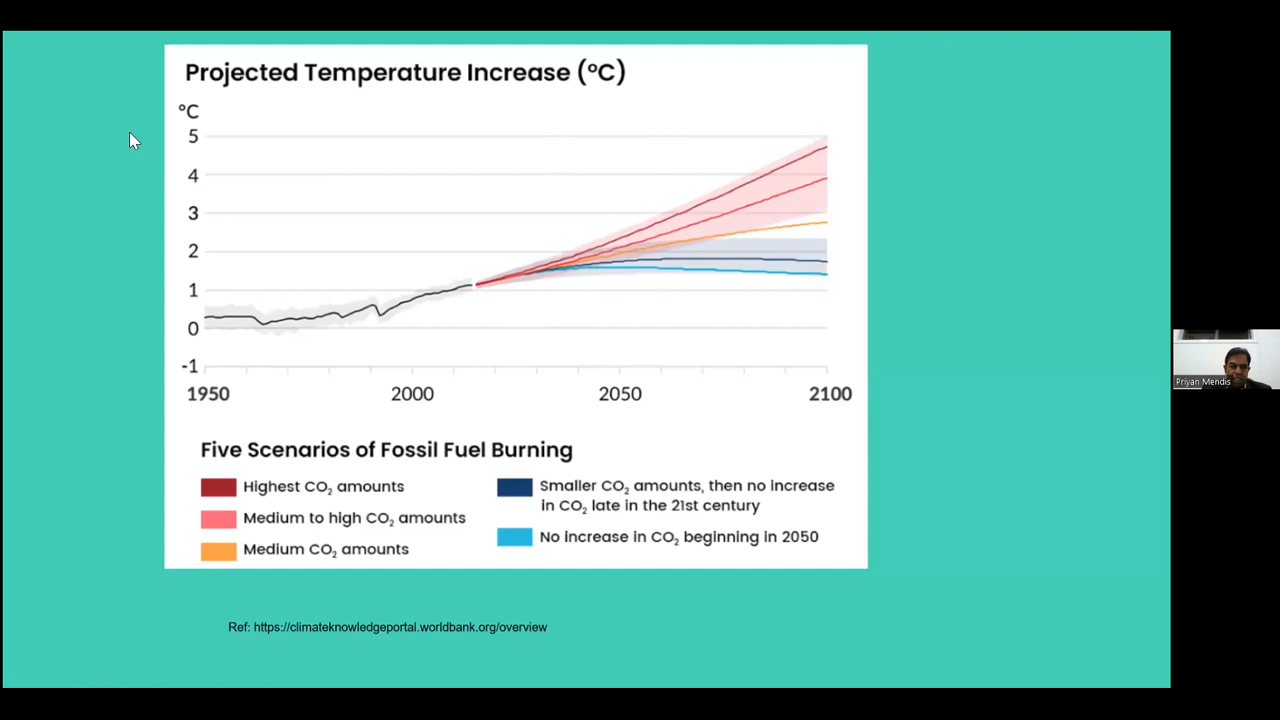 Projected Temperature Increase (°C)
°C
5
4
3
2
1
0
-1
1950 2000 2050 2100
Five Scenarios of Fossil Fuel Burning
Highest CO₂ amounts
Medium to high CO₂ amounts
Medium CO₂ amounts
Smaller CO₂ amounts, then no increase
in CO₂ late in the 21st century
No increase in CO₂ beginning in 2050
Ref: https://climateknowledgeportal.worldbank.org/overview
Priyan Mendis